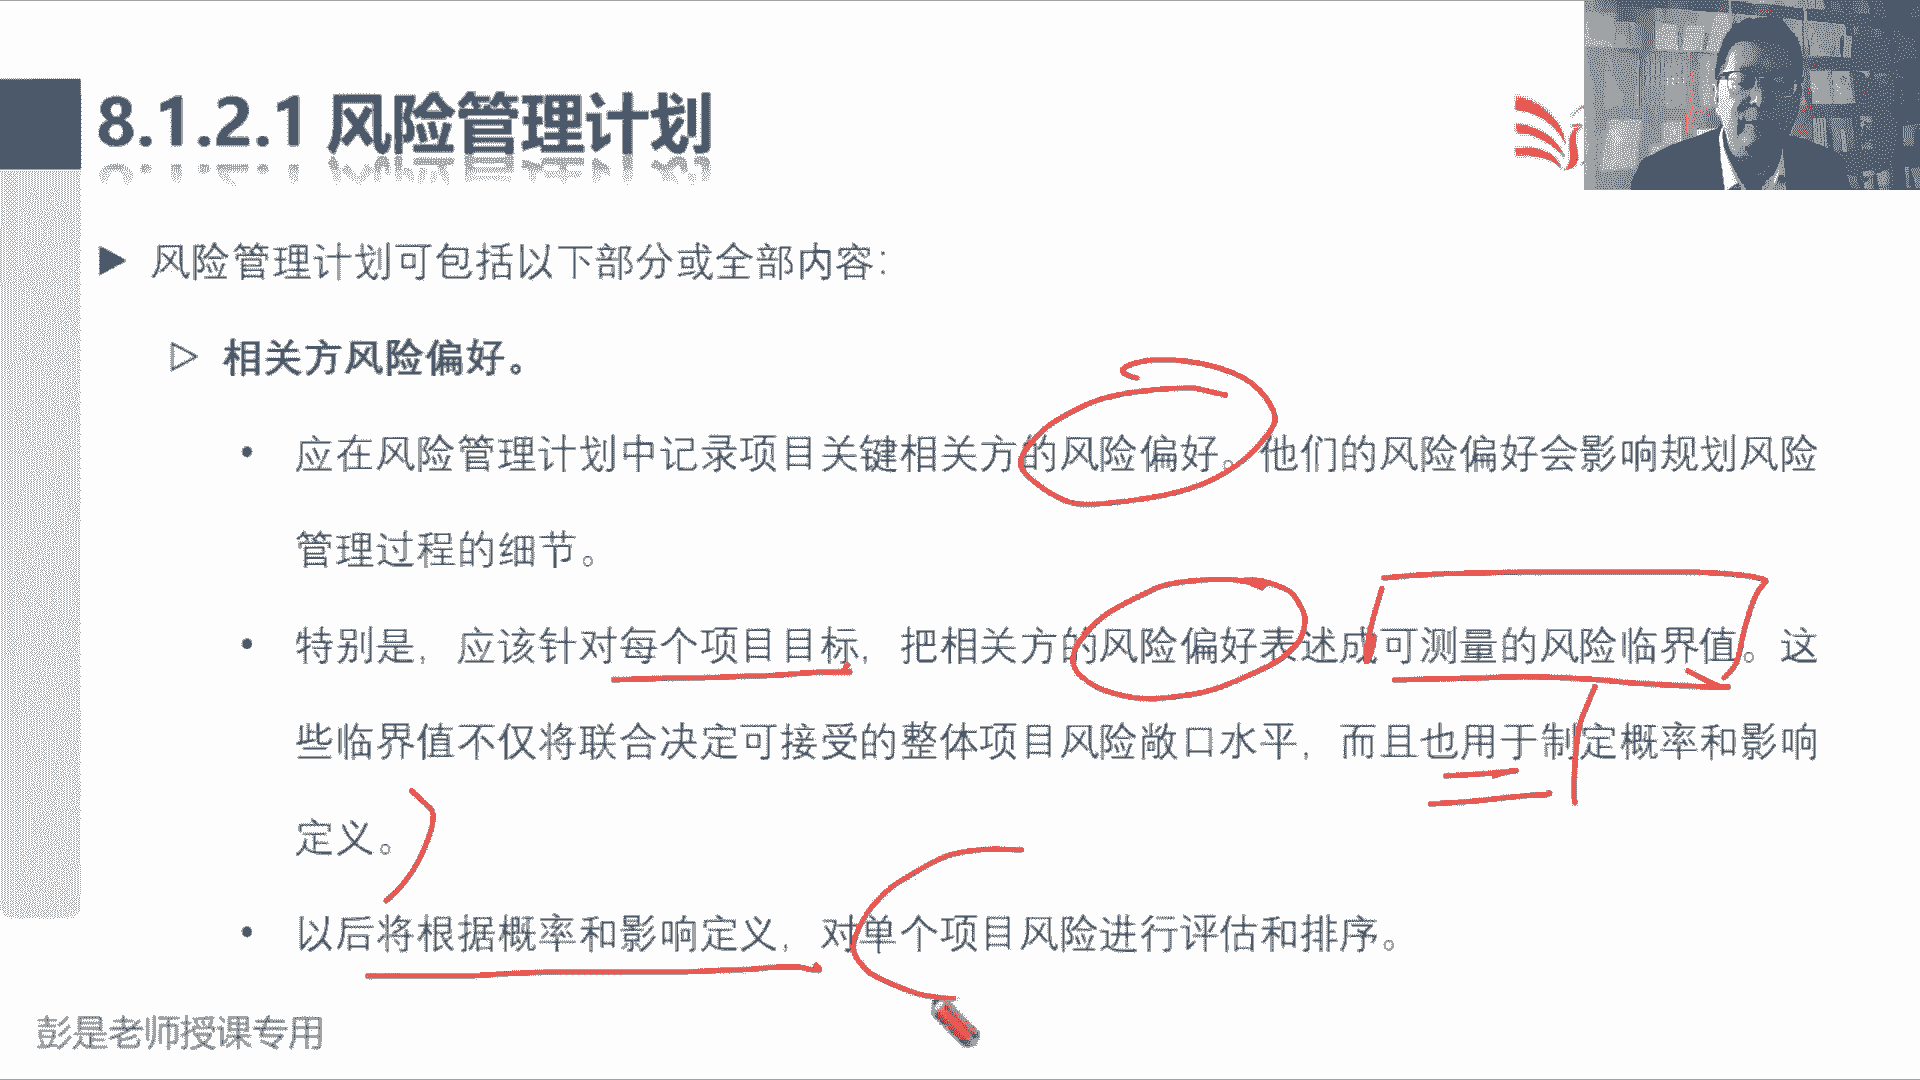 8.1.2.1 风险管理计划
风险管理计划可包括以下部分或全部内容：
相关方风险偏好。
应在风险管理计划中记录项目关键相关方的风险偏好。他们的风险偏好会影响规划风险
管理过程的细节。
特别是，应该针对每个项目目标，把相关方的风险偏好表述成可测量的风险临界值。这
些临界值不仅将联合决定可接受的整体项目风险敞口水平，而且也用于制定概率和影响
定义。
以后将根据概率和影响定义，对单个项目风险进行评估和排序。
彭是老师授课专用